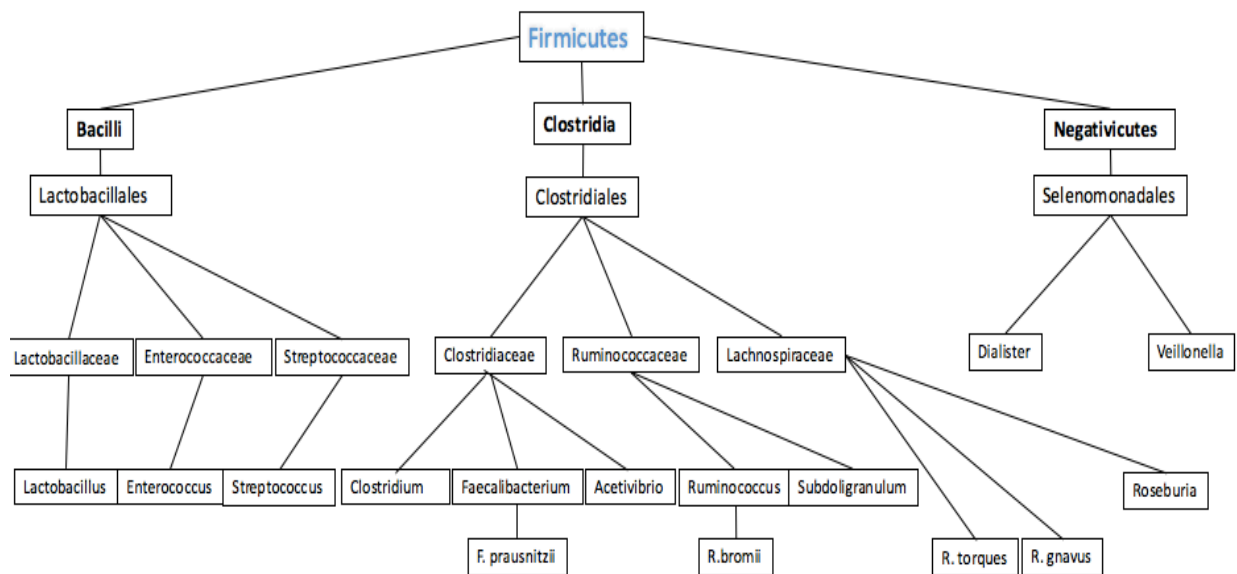 Firmicutes
Bacilli
Clostridia
Negativicutes
Lactobacillales
Clostridiales
Selenomonadales
Lactobacillaceae
Enterococcaceae
Streptococcaceae
Clostridiaceae
Ruminococcaceae
Lachnospiraceae
Dialister
Veillonella
Lactobacillus
Enterococcus
Streptococcus
Clostridium
Faecalibacterium
Acetivibrio
Ruminococcus
Subdoligranulum
Roseburia
F. prausnitzii
R.bromii
R. torques
R. gnavus